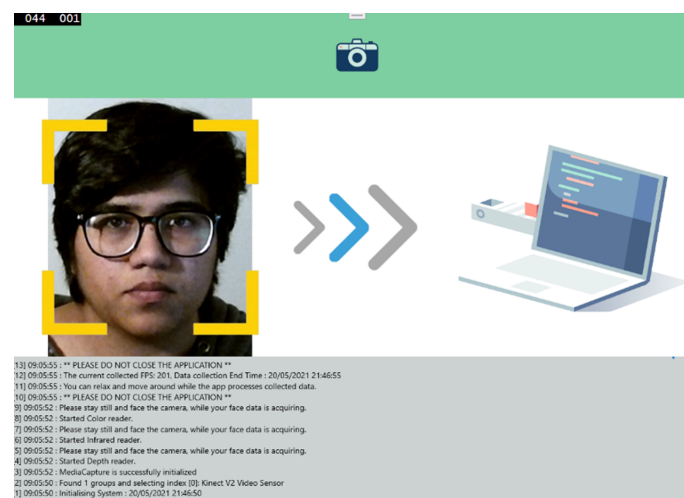 044 001
[13] 09:05:55 : ** PLEASE DO NOT CLOSE THE APPLICATION **
[12] 09:05:55 : The current collected FPS: 201, Data collection End Time : 20/05/2021 21:46:55
[11] 09:05:55 : You can relax and move around while the app processes collected data.
[10] 09:05:55 : ** PLEASE DO NOT CLOSE THE APPLICATION **
[9] 09:05:52 : Please stay still and face the camera, while your face data is acquiring.
[8] 09:05:52 : Started Color reader.
[7] 09:05:52 : Please stay still and face the camera, while your face data is acquiring.
[6] 09:05:52 : Started Infrared reader.
[5] 09:05:52 : Please stay still and face the camera, while your face data is acquiring.
[4] 09:05:52 : Started Depth reader.
[3] 09:05:52 : MediaCapture is successfully initialized
[2] 09:05:50 : Found 1 groups and selecting index [0]: Kinect V2 Video Sensor
[1] 09:05:50 : Initialising System : 20/05/2021 21:46:50